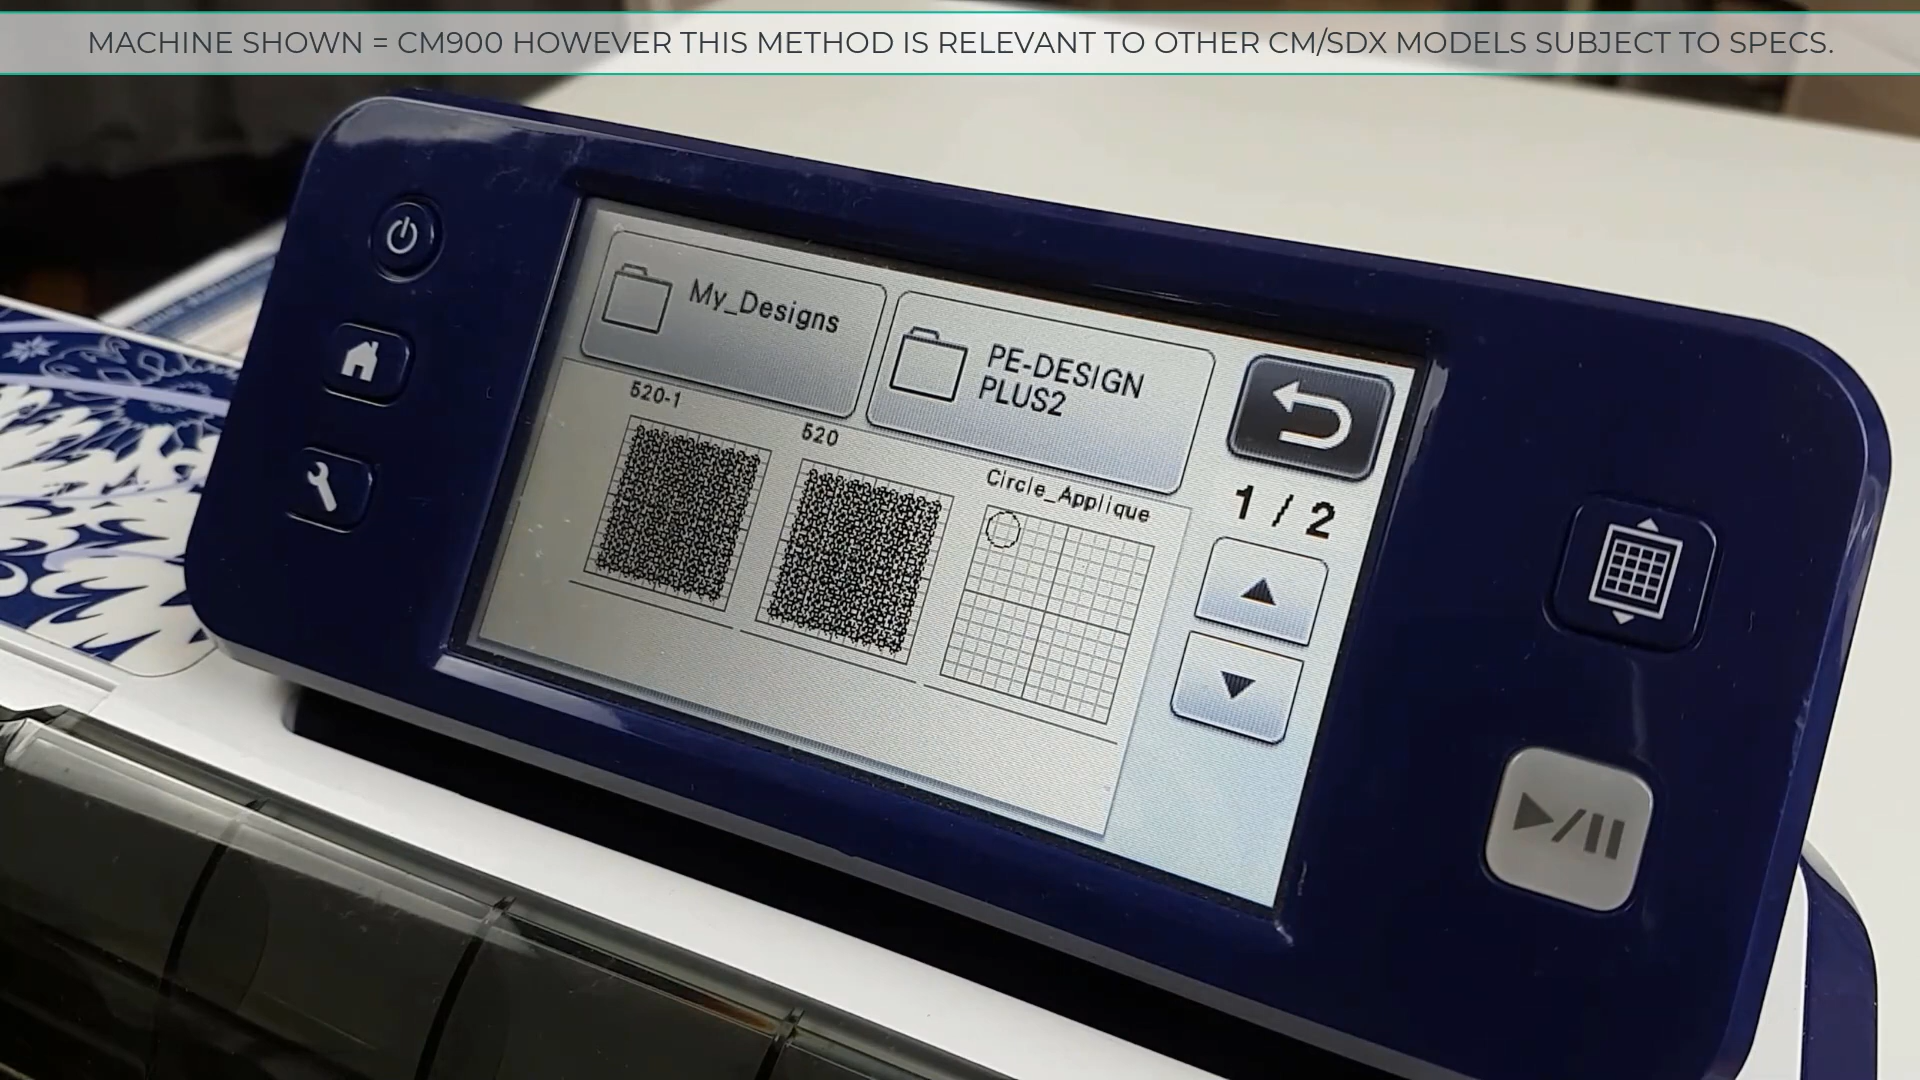 MACHINE SHOWN = CM900 HOWEVER THIS METHOD IS RELEVANT TO OTHER CM/SDX MODELS SUBJECT TO SPECS.
My_Designs
PE-DESIGN
PLUS2
520-1
520
Circle_Applique
1 / 2